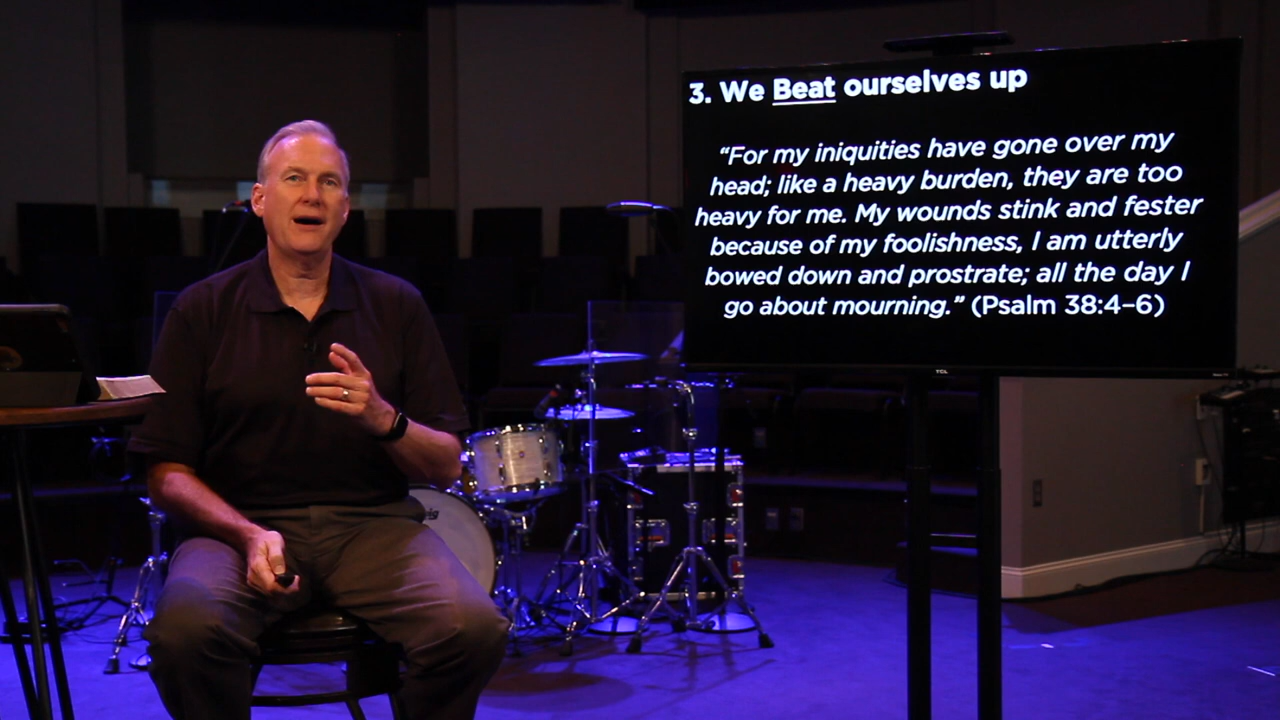 3. We Beat ourselves up
“For my iniquities have gone over my
head; like a heavy burden, they are too
heavy for me. My wounds stink and fester
because of my foolishness, I am utterly
bowed down and prostrate; all the day I
go about mourning.” (Psalm 38:4–6)
TCL